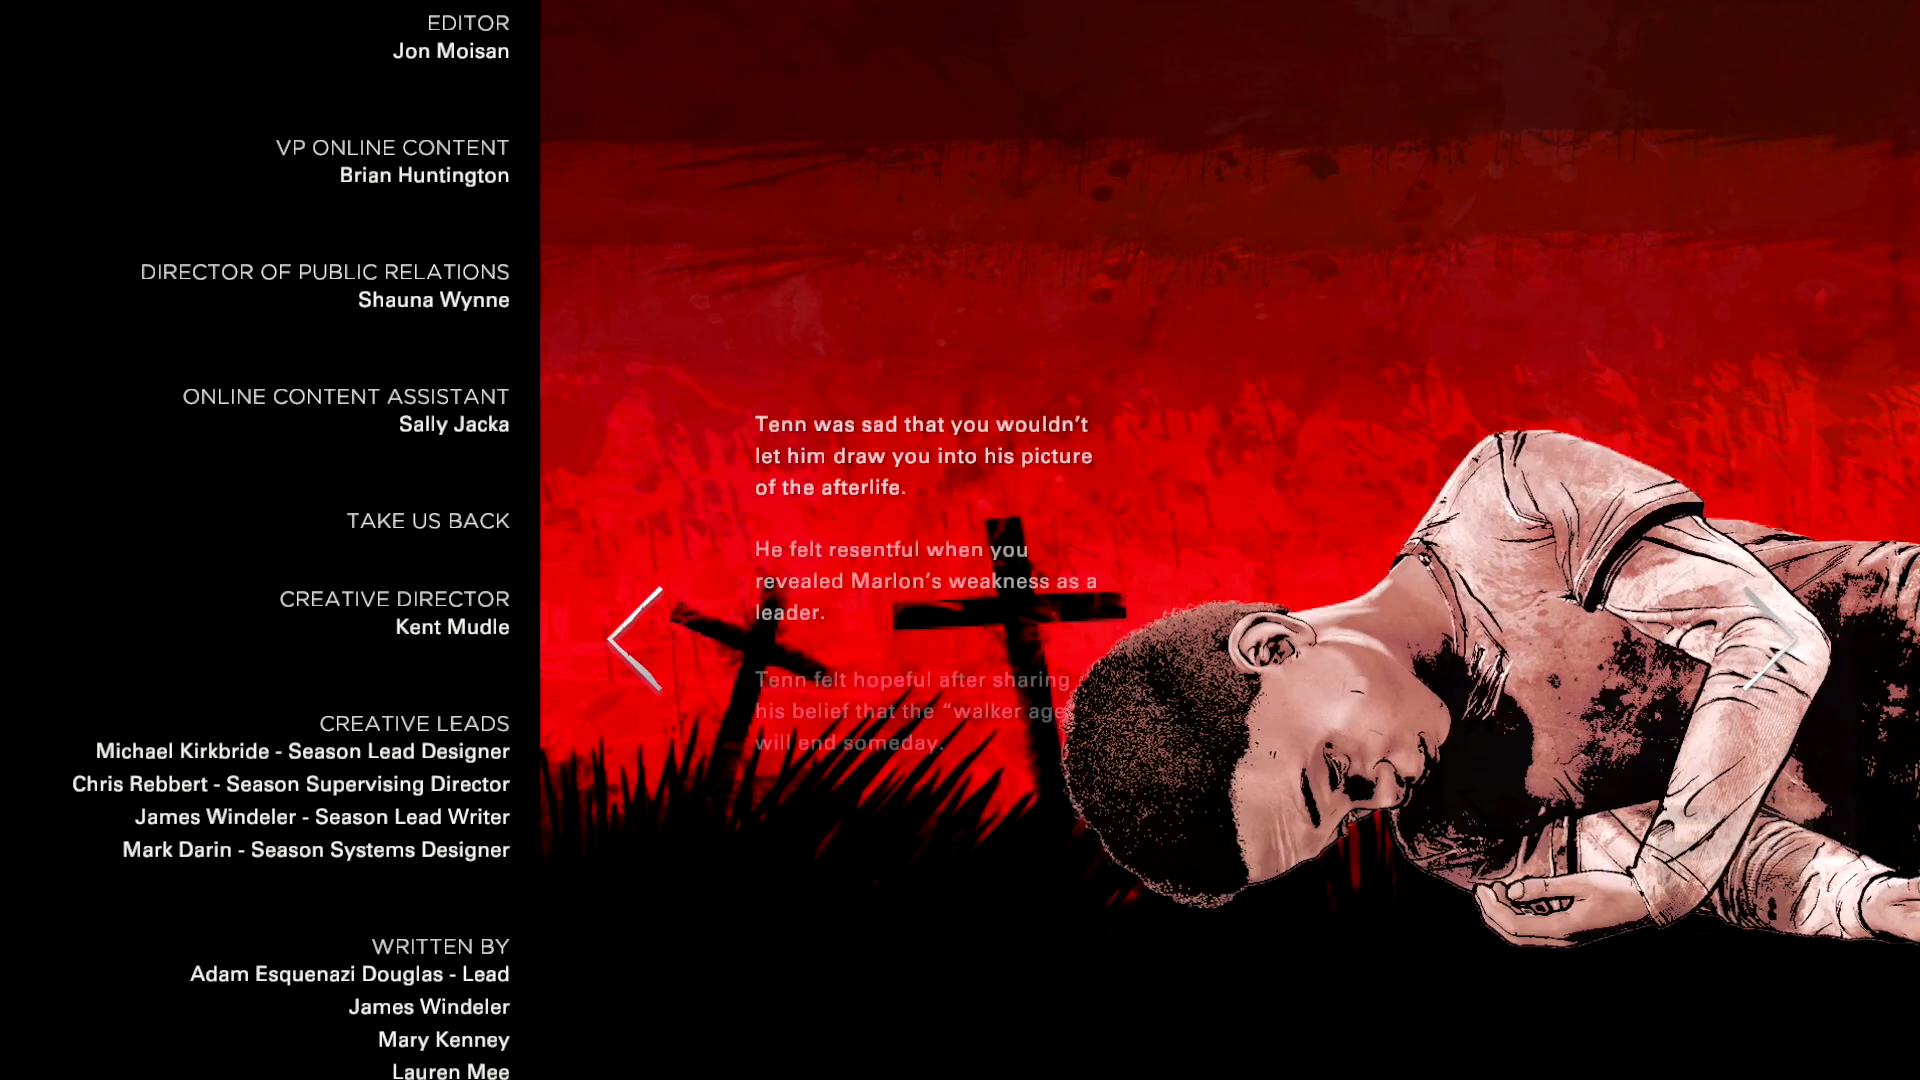 EDITOR
Jon Moisan
VP ONLINE CONTENT
Brian Huntington
DIRECTOR OF PUBLIC RELATIONS
Shauna Wynne
ONLINE CONTENT ASSISTANT
Sally Jacka
TAKE US BACK
CREATIVE DIRECTOR
Kent Mudle
CREATIVE LEADS
Michael Kirkbride - Season Lead Designer
Chris Rebbert - Season Supervising Director
James Windeler - Season Lead Writer
Mark Darin - Season Systems Designer
WRITTEN BY
Adam Esquenazi Douglas - Lead
James Windeler
Mary Kenney
Lauren Mee
Tenn was sad that you wouldn't
let him draw you into his picture
of the afterlife.
He felt resentful when you
revealed Marlon's weakness as a
leader.
Tenn felt hopeful after sharing
his belief that the “walker age
will end someday.